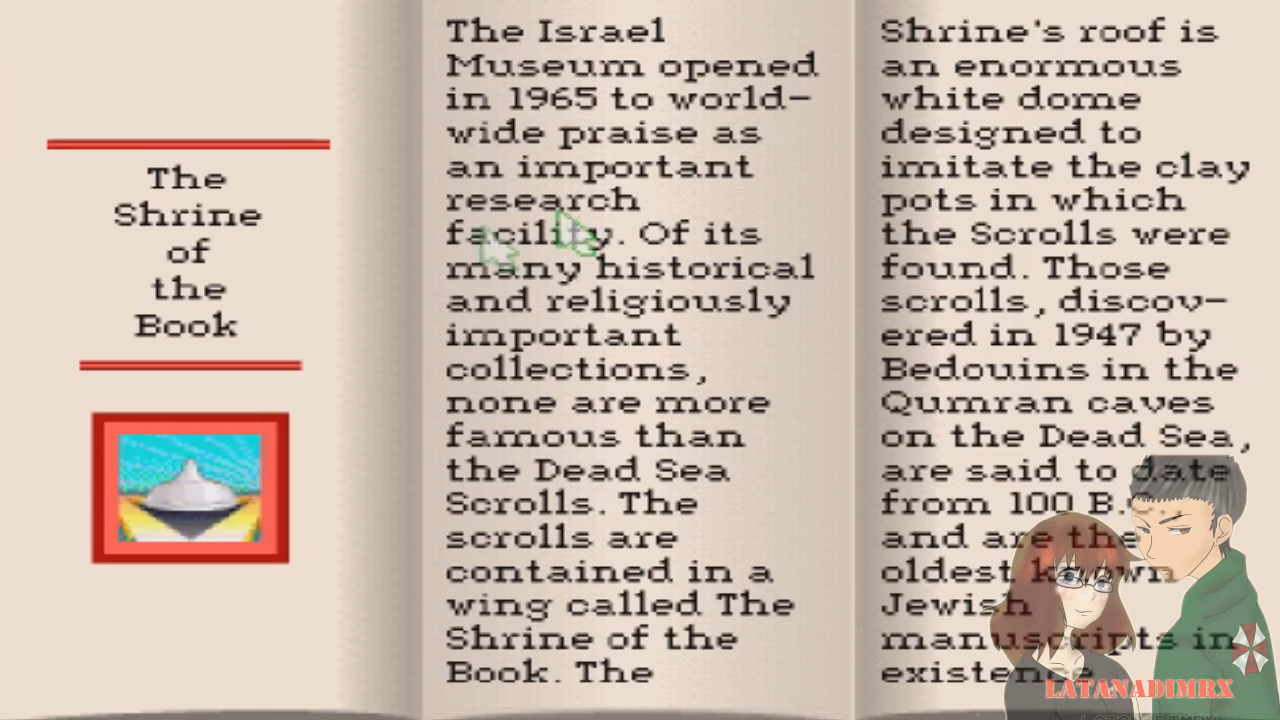 The
Shrine
of
the
Book
The Israel
Museum opened
in 1965 to world-
wide praise as
an important
research
facility. Of its
many historical
and religiously
important
collections,
none are more
famous than
the Dead Sea
Scrolls. The
scrolls are
contained in a
wing called The
Shrine of the
Book. The
Shrine's roof is
an enormous
white dome
designed to
imitate the clay
pots in which
the Scrolls were
found. Those
scrolls, discov-
ered in 1947 by
Bedouins in the
Qumran caves
on the Dead Sea,
are said to date
from 100 B.C.
and are the
oldest known
Jewish
manuscripts in
existence
LATANADIMRX